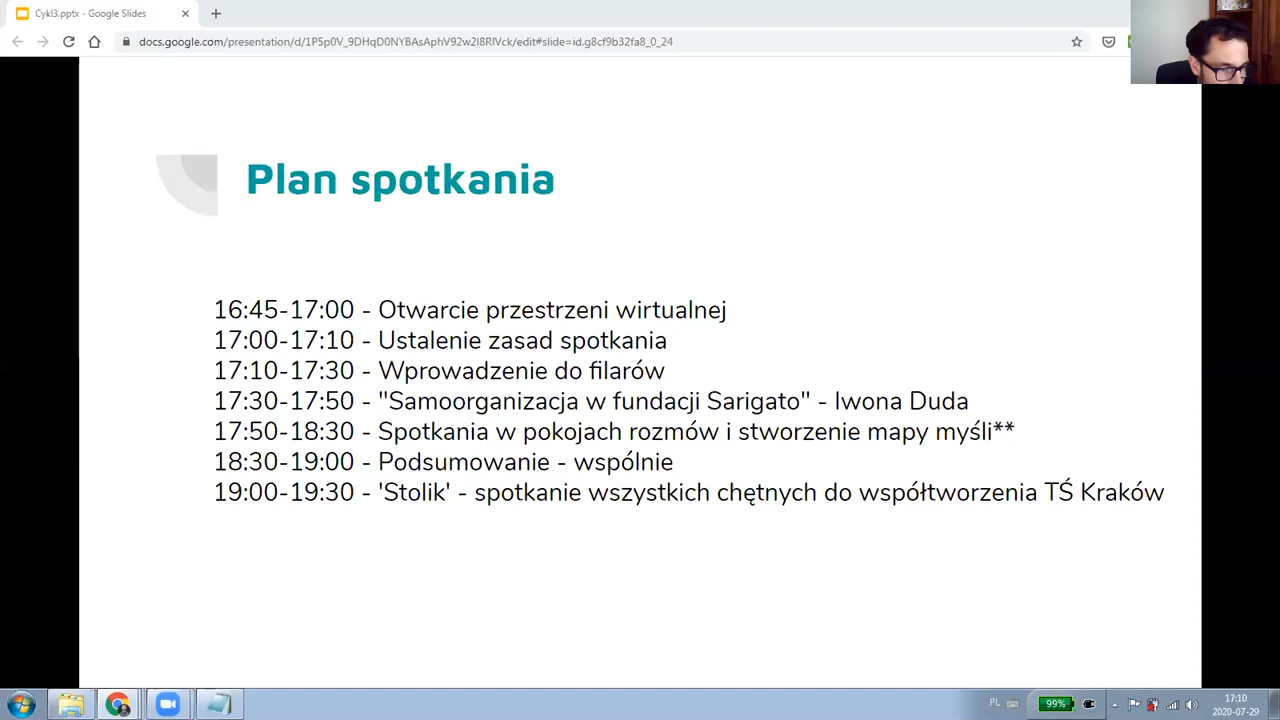 Cykl3.pptx - Google Slides
docs.google.com/presentation/d/1P5p0V_9DHqD0NYBAsAphV92w2l8RlVck/edit#slide=id.g8cf9b32fa8_0_24
Plan spotkania
16:45-17:00 - Otwarcie przestrzeni wirtualnej
17:00-17:10 - Ustalenie zasad spotkania
17:10-17:30 - Wprowadzenie do filarów
17:30-17:50 - "Samoorganizacja w fundacji Sarigato" - Iwona Duda
17:50-18:30 - Spotkania w pokojach rozmów i stworzenie mapy myśli**
18:30-19:00 - Podsumowanie - wspólnie
19:00-19:30 - 'Stolik' - spotkanie wszystkich chętnych do współtworzenia TŚ Kraków
PL
99%
17:10
2020-07-29